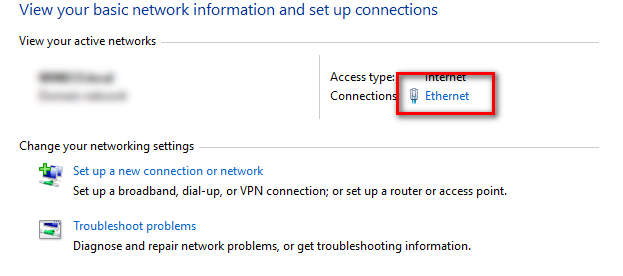 View your basic network information and set up connections
View your active networks
Access type: Internet
Connections Ethernet
Change your networking settings
Set up a new connection or network
Set up a broadband, dial-up, or VPN connection; or set up a router or access point.
Troubleshoot problems
Diagnose and repair network problems, or get troubleshooting information.